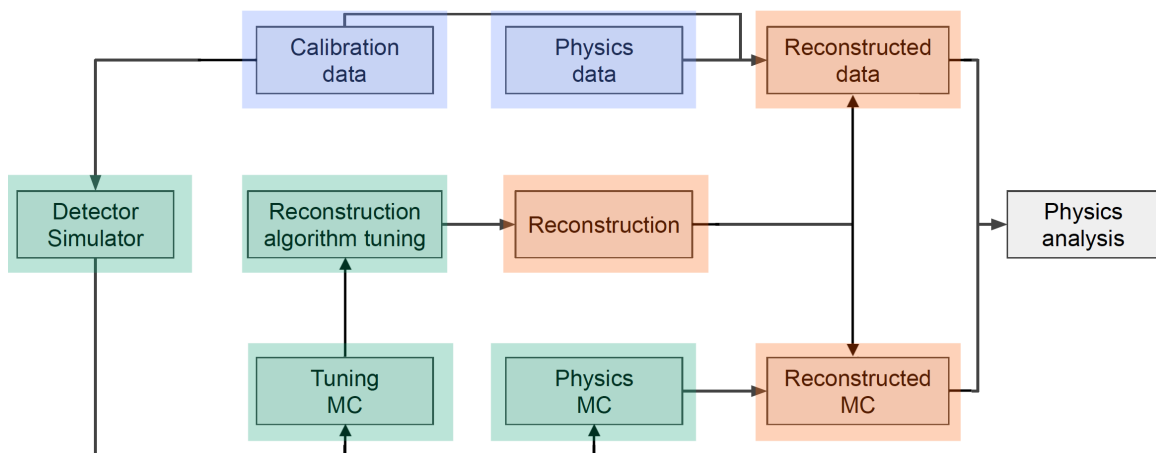 Calibration
data
Physics
data
Reconstructed
data
Detector
Simulator
Reconstruction
algorithm tuning
Reconstruction
Physics
analysis
Tuning
MC
Physics
MC
Reconstructed
MC